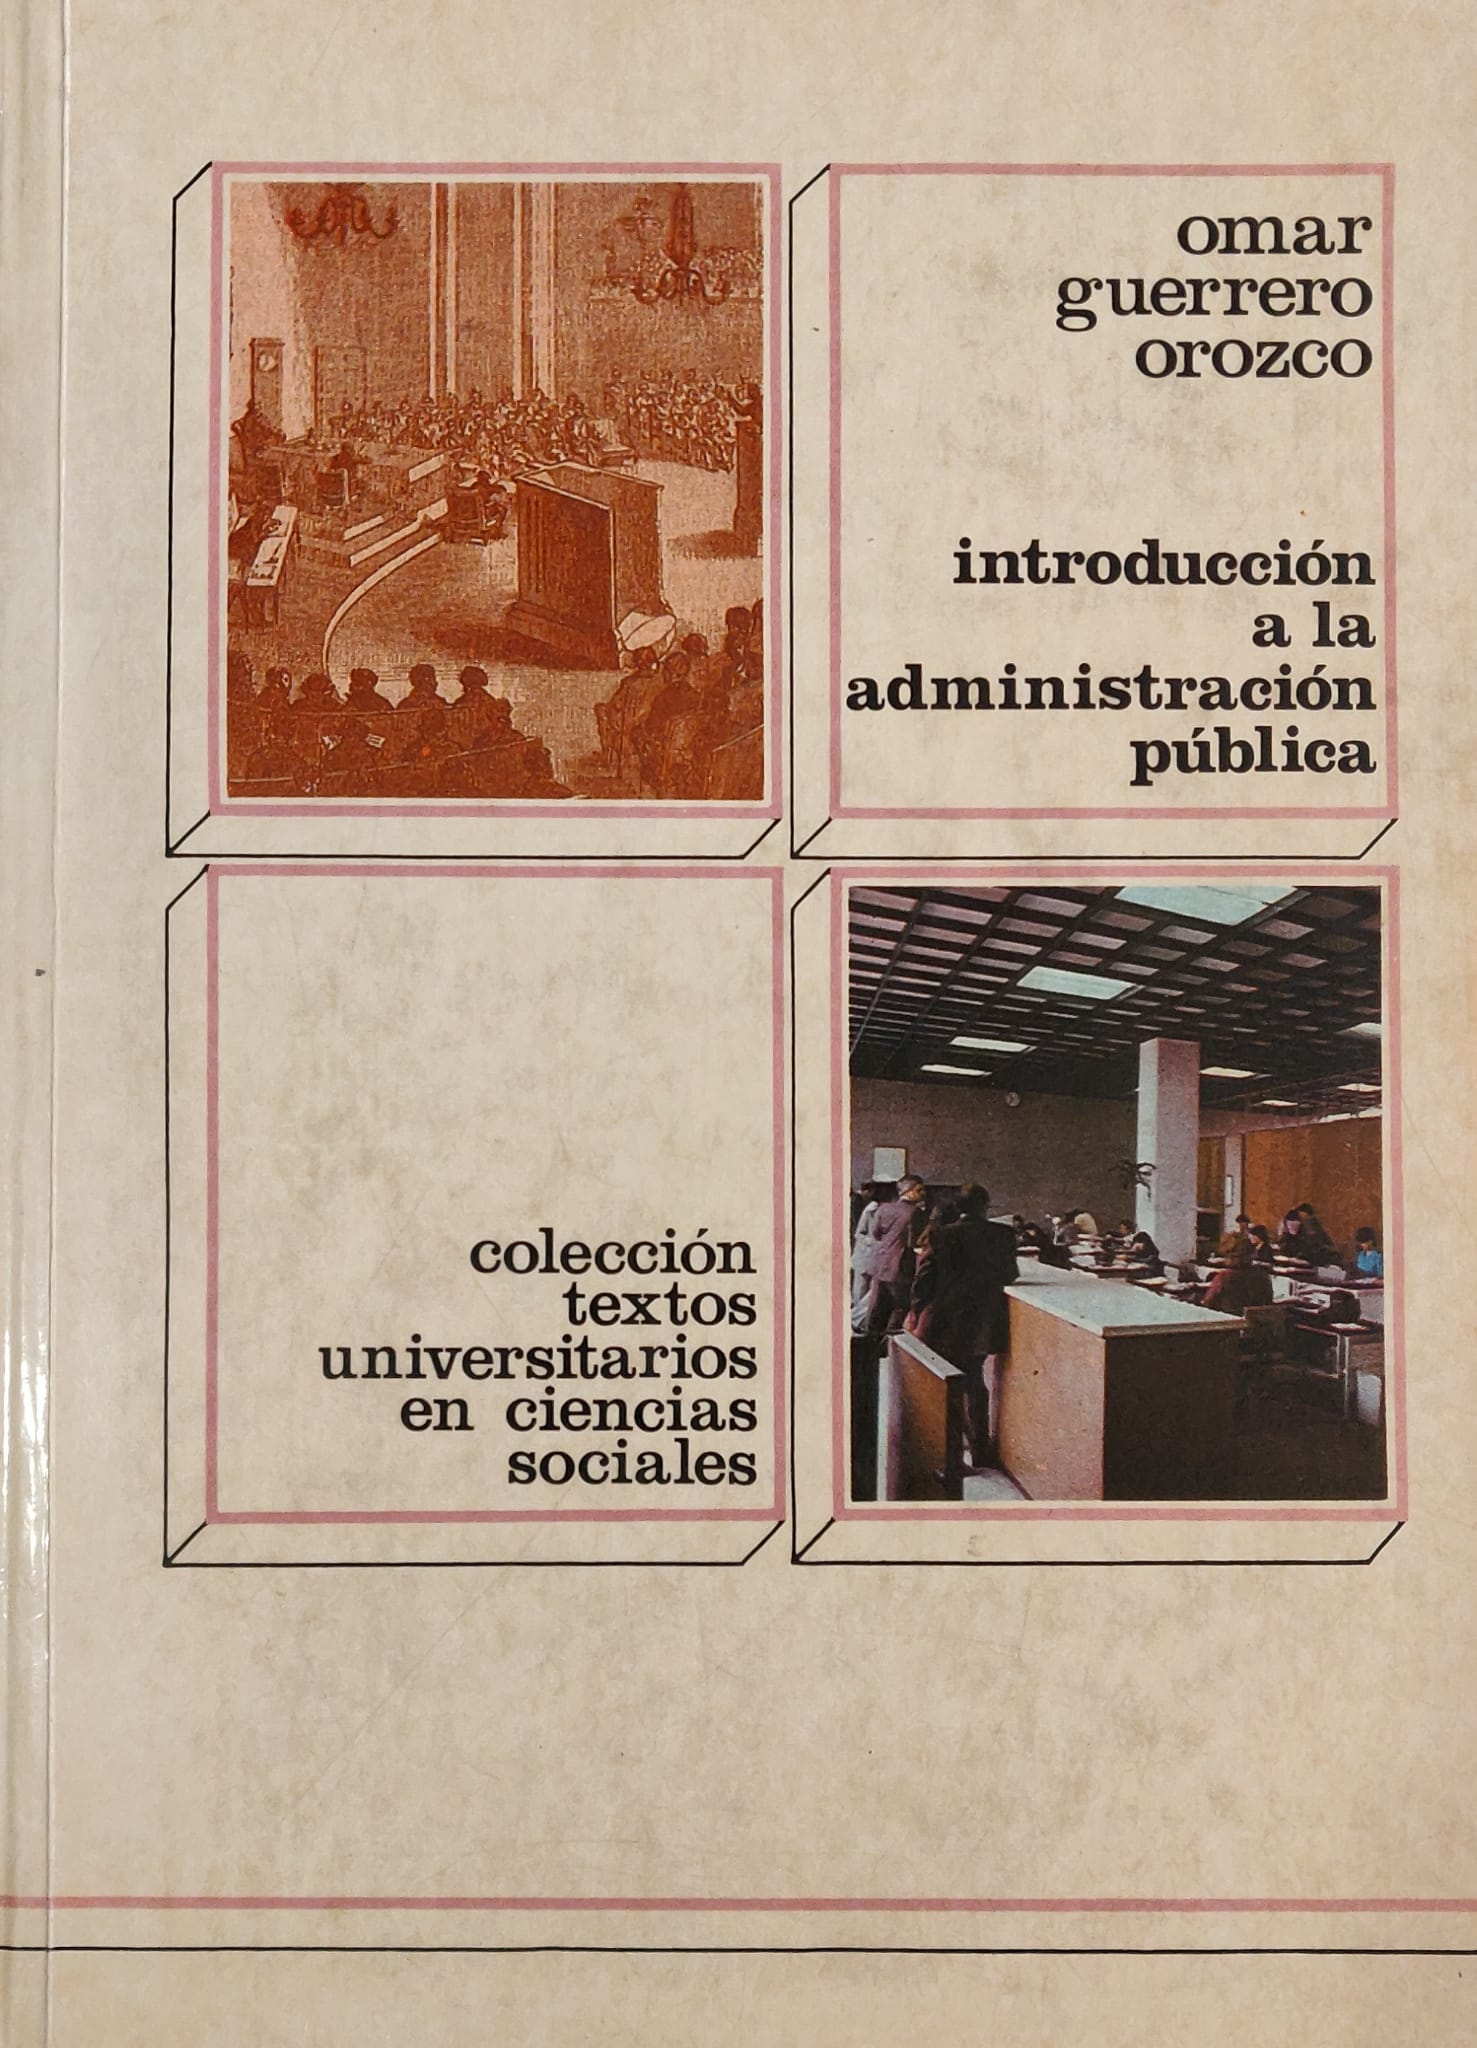 omar
guerrero
orozco
introducción
a la
administración
pública
colección
textos
universitarios
en ciencias
sociales